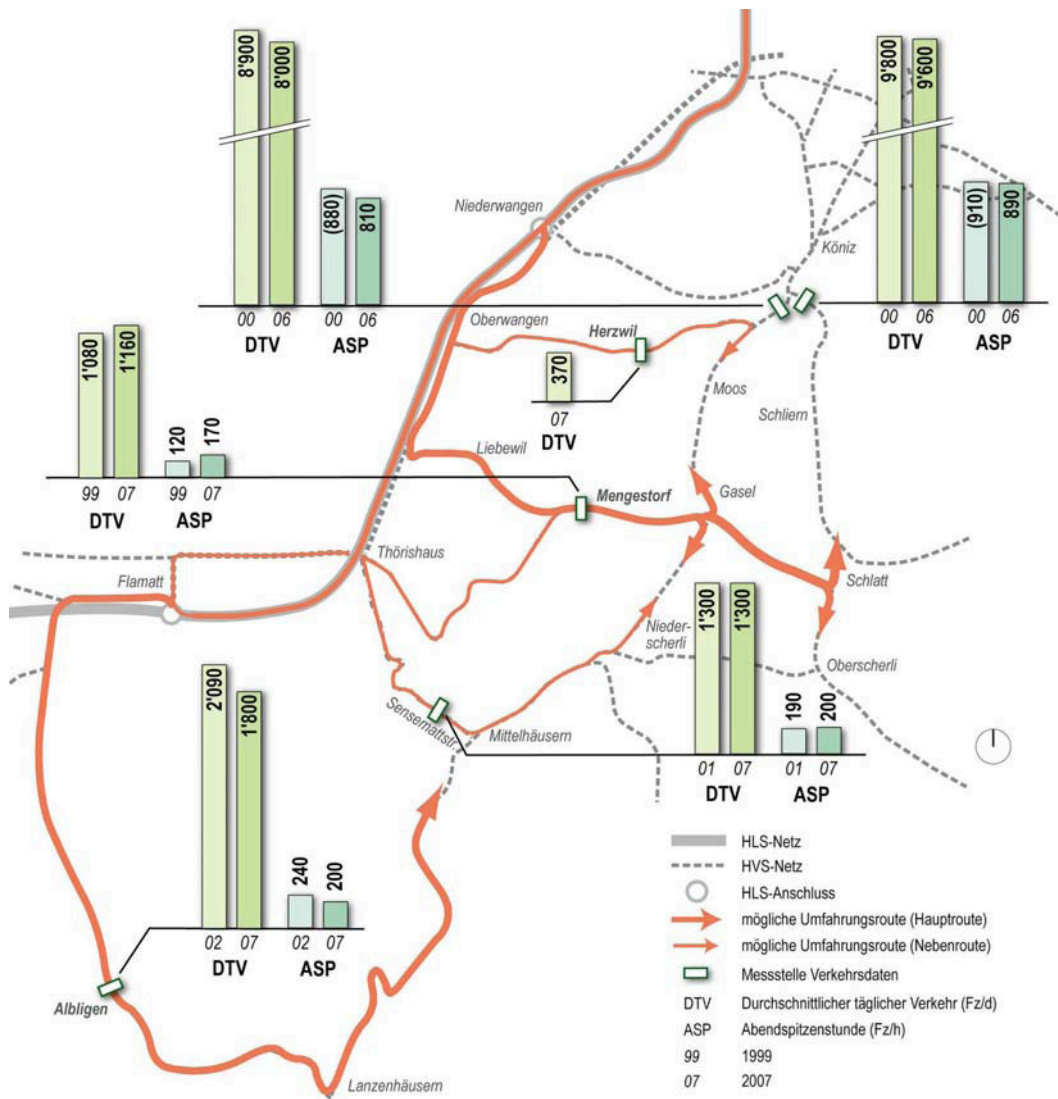 8'900
8'000
(880)
810
00
06
00
06
DTV
ASP
9'800
9'600
(910)
890
00
06
00
06
DTV
ASP
Niederwangen
Köniz
Oberwangen
Herzwil
Moos
Schliern
370
07
DTV
1'080
1'160
120
170
99
07
99
07
DTV
ASP
Liebewil
Mengestorf
Gasel
Thörishaus
Flamatt
Schlatt
Nieder-
scherli
Oberscherli
Sensemattstr.
Mittelhäusern
1'300
1'300
190
200
01
07
01
07
DTV
ASP
2'090
1'800
240
200
02
07
02
07
DTV
ASP
Albligen
Lanzenhäusern
HLS-Netz
HVS-Netz
HLS-Anschluss
mögliche Umfahrungsroute (Hauptroute)
mögliche Umfahrungsroute (Nebenroute)
Messstelle Verkehrsdaten
DTV Durchschnittlicher täglicher Verkehr (Fz/d)
ASP Abendspitzenstunde (Fz/h)
99 1999
07 2007